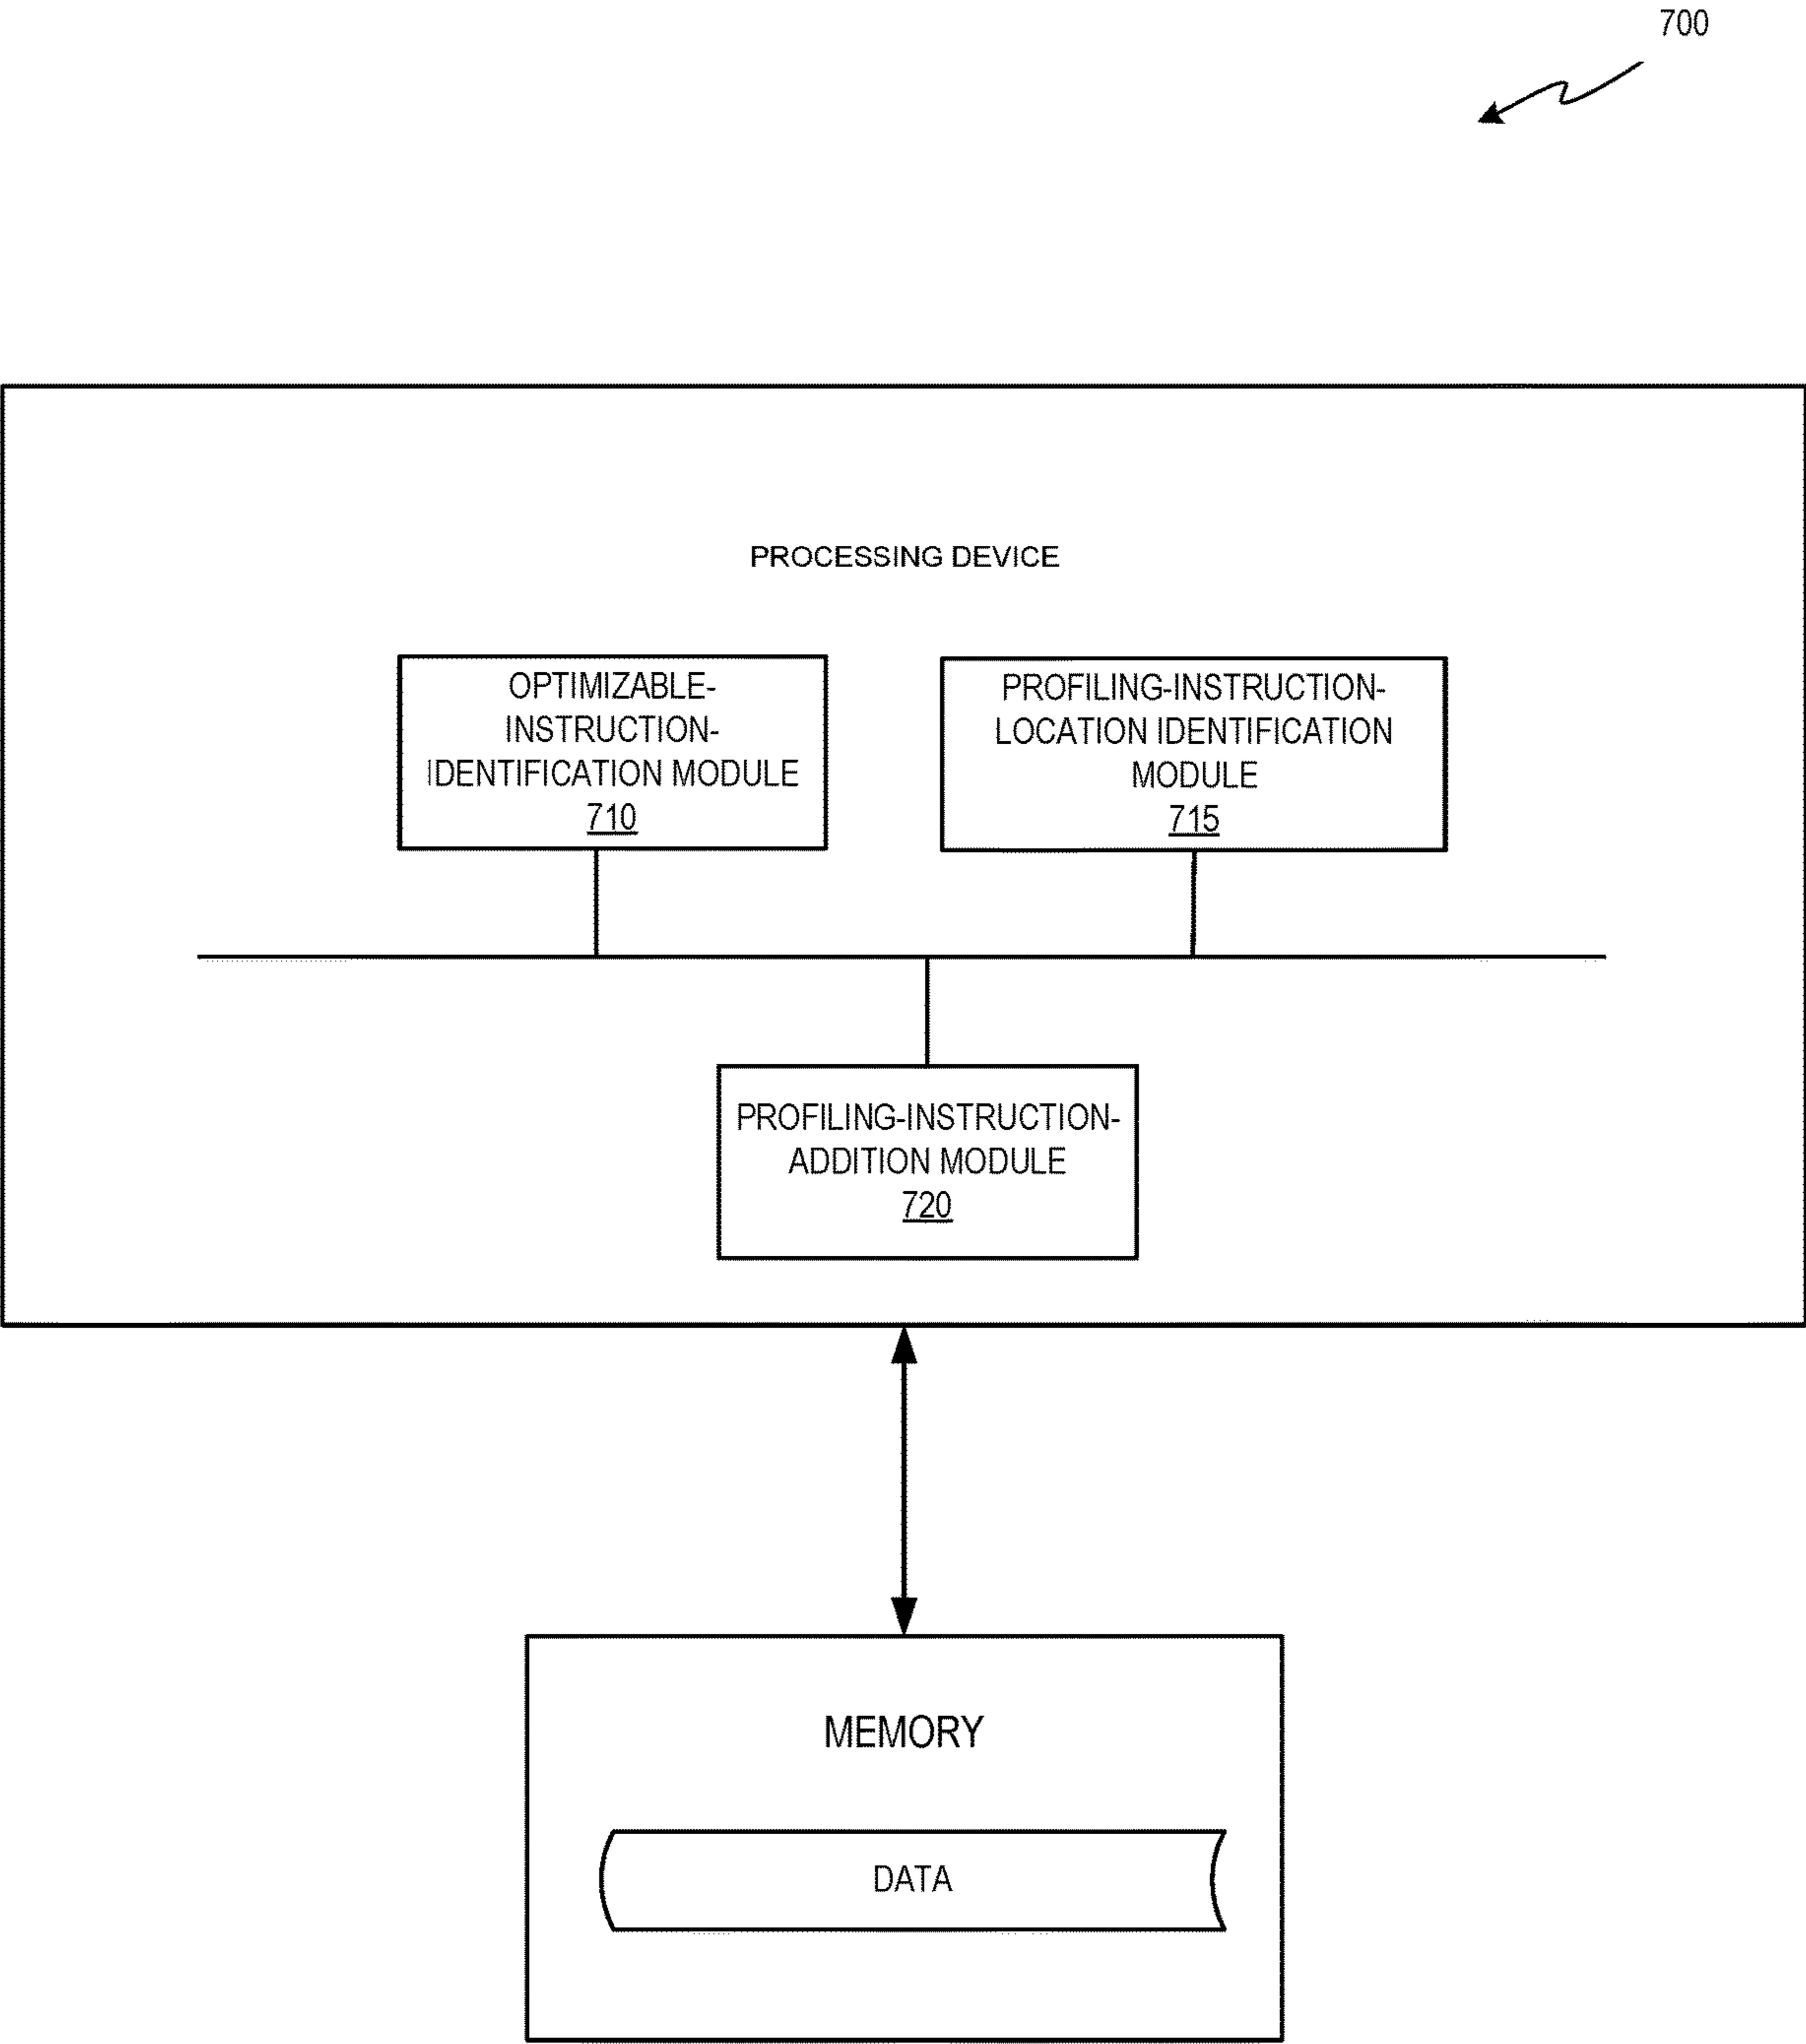 700
PROCESSING DEVICE
OPTIMIZABLE-
INSTRUCTION-
IDENTIFICATION MODULE
710
PROFILING-INSTRUCTION-
LOCATION IDENTIFICATION
MODULE
715
PROFILING-INSTRUCTION-
ADDITION MODULE
720
MEMORY
DATA